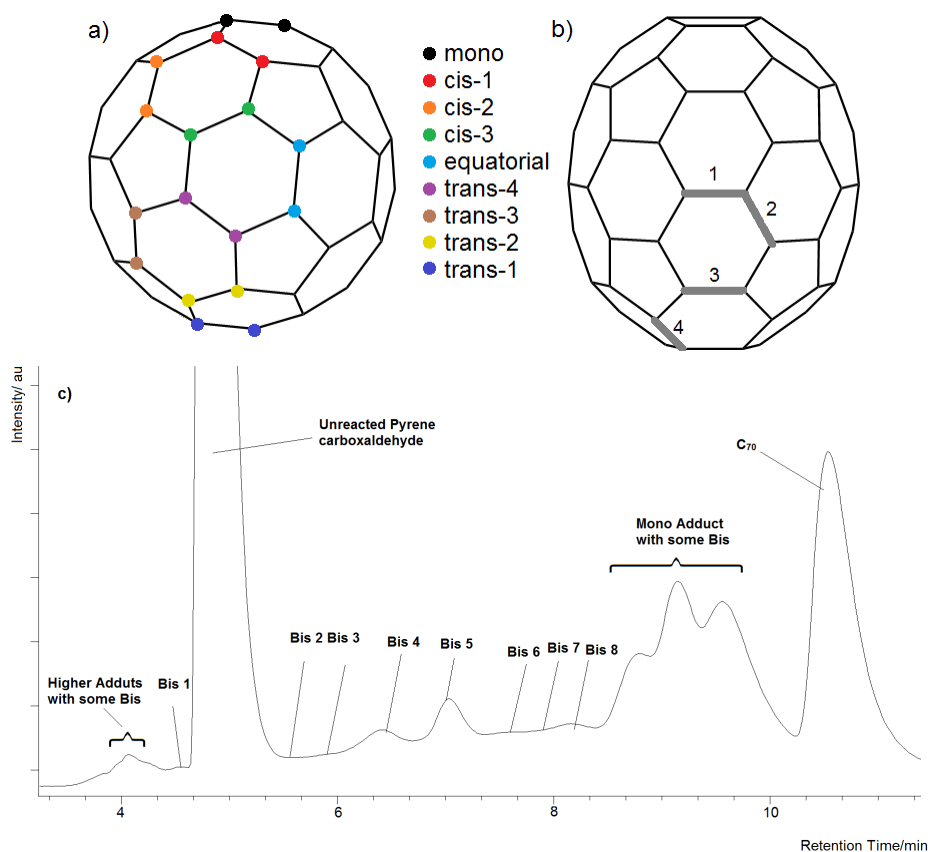 a)
mono
cis-1
cis-2
cis-3
equatorial
trans-4
trans-3
trans-2
trans-1
b)
1
2
3
4
c)
Intensity/ au
Unreacted Pyrene
carboxaldehyde
C₇₀
Mono Adduct
with some Bis
Bis 2 Bis 3
Bis 4
Bis 5
Bis 6
Bis 7
Bis 8
Higher Adduts
with some Bis
Bis 1
4
6
8
10
Retention Time/min